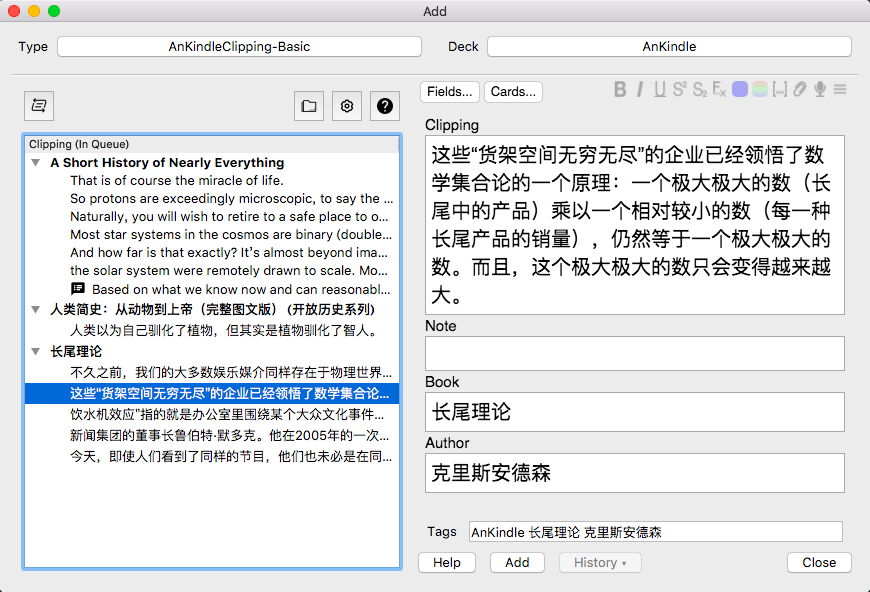 Add
Type AnKindleClipping-Basic Deck AnKindle
Fields... Cards...
B I U S² S₂ Fx [...]
Clipping (In Queue)
A Short History of Nearly Everything
That is of course the miracle of life.
So protons are exceedingly microscopic, to say the ...
Naturally, you will wish to retire to a safe place to o...
Most star systems in the cosmos are binary (double...
And how far is that exactly? It's almost beyond ima...
the solar system were remotely drawn to scale. Mo...
Based on what we know now and can reasonabl...
人类简史：从动物到上帝（完整图文版） (开放历史系列)
人类以为自己驯化了植物，但其实是植物驯化了智人。
长尾理论
不久之前，我们的大多数娱乐媒介同样存在于物理世界...
这些“货架空间无穷无尽”的企业已经领悟了数学集合论...
饮水机效应”指的就是办公室里围绕某个大众文化事件...
新闻集团的董事长鲁伯特·默多克。他在2005年的一次...
今天，即使人们看到了同样的节目，他们也未必是在同...
Clipping
这些“货架空间无穷无尽”的企业已经领悟了数
学集合论的一个原理：一个极大极大的数（长
尾中的产品）乘以一个相对较小的数（每一种
长尾产品的销量），仍然等于一个极大极大的
数。而且，这个极大极大的数只会变得越来越
大。
Note
Book
长尾理论
Author
克里斯安德森
Tags AnKindle 长尾理论 克里斯安德森
Help Add History Close